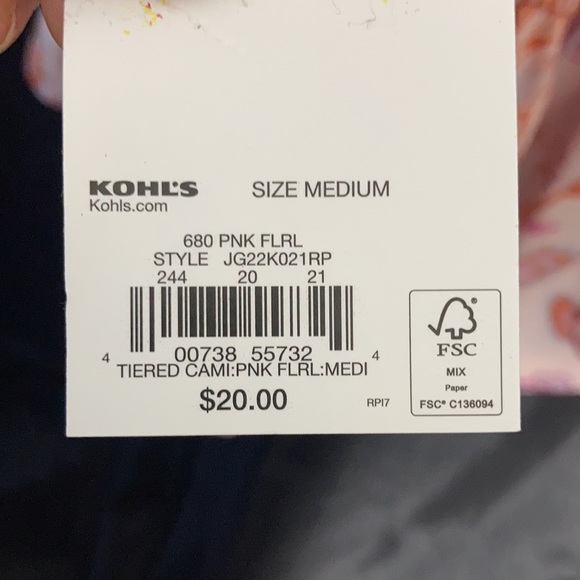 KOHL'S SIZE MEDIUM
Kohls.com
680 PNK FLRL
STYLE JG22K021RP
244 20 21
4 00738 55732 4
TIERED CAMI:PNK FLRL:MEDI
$20.00
RPI7
FSC
MIX
Paper
FSC® C136094